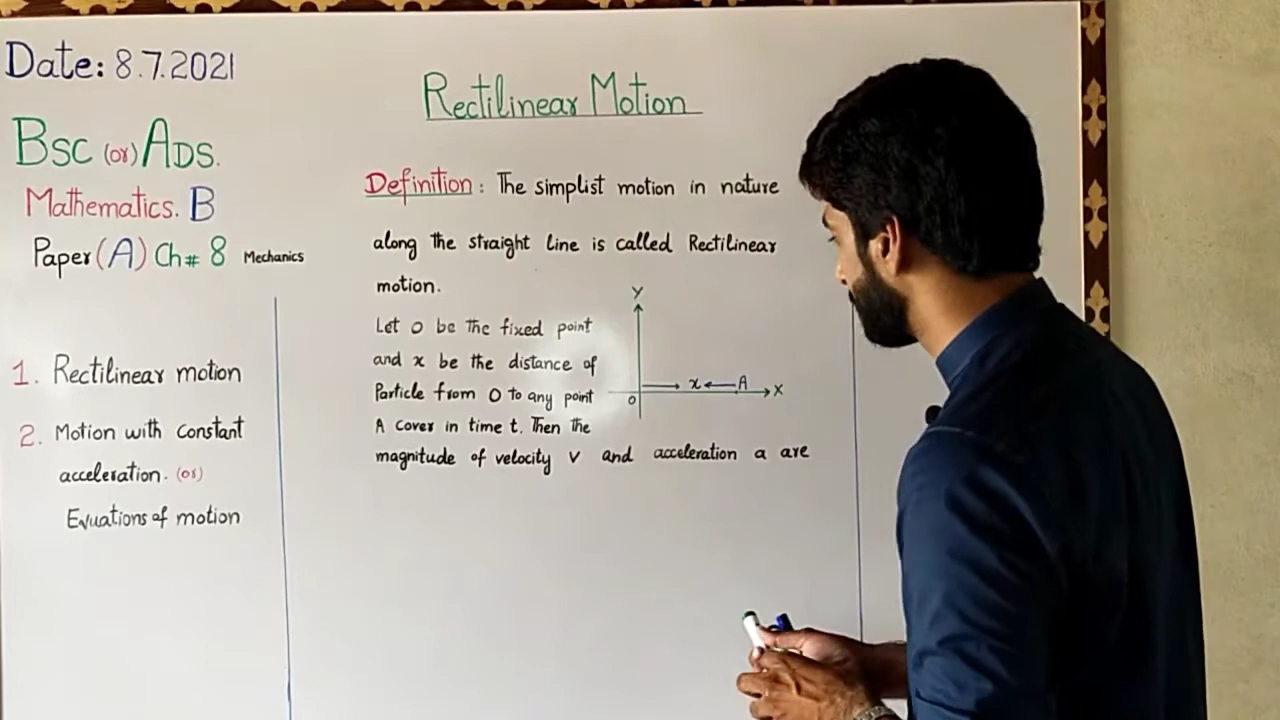 Date: 8.7.2021
BSC (or) ADS.
Mathematics. B
Paper (A) Ch# 8 Mechanics
1. Rectilinear motion
2. Motion with constant
acceleration. (or)
Evuations of motion
Rectilinear Motion
Definition: The simplist motion in nature
along the straight line is called Rectilinear
motion.
Let O be the fixed point
and x be the distance of
Particle from O to any point
A cover in time t. Then the
magnitude of velocity v and acceleration a are
Y
x A
O
X